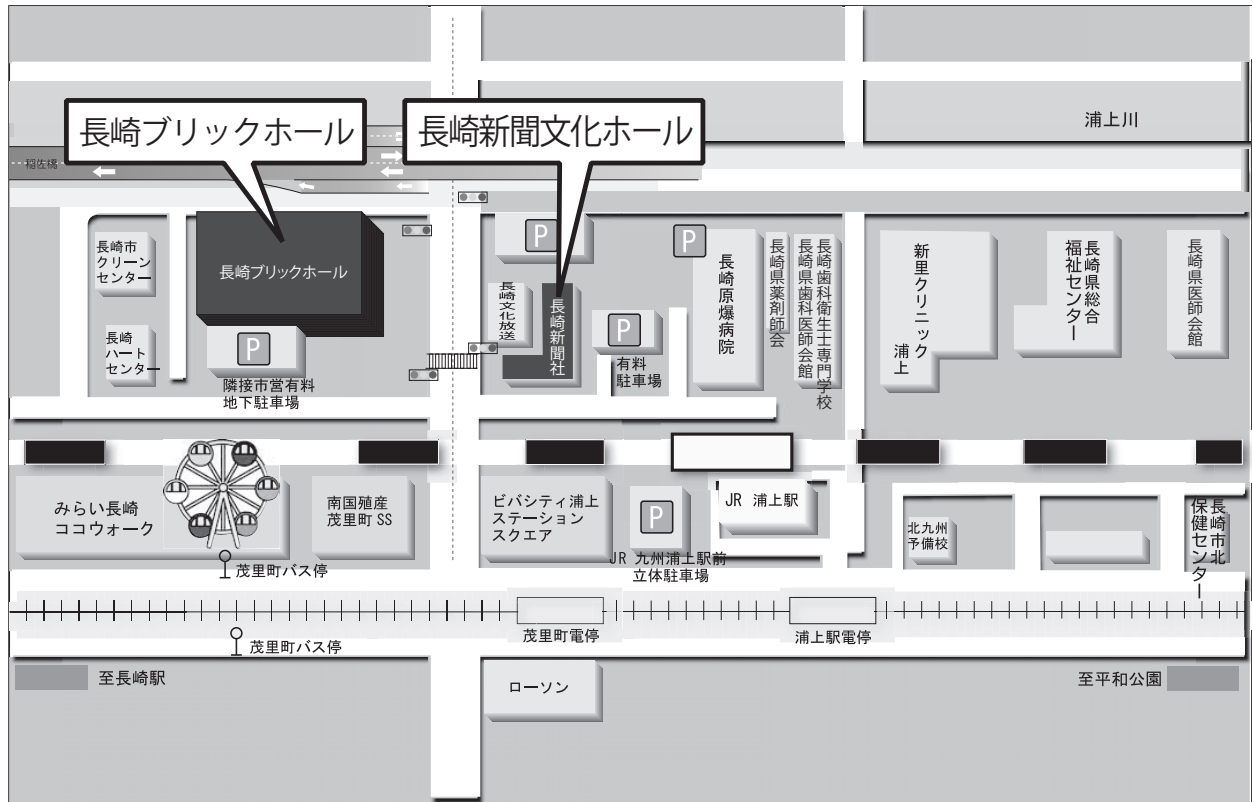 浦上川
長崎ブリックホール
長崎新聞文化ホール
稲佐橋
長崎市
クリーン
センター
長崎ブリックホール
P
長崎文化放送
長崎新聞社
P
長崎原爆病院
長崎県薬剤師会
長崎県歯科医師会館
長崎歯科衛生士専門学校
新里クリニック
浦上
長崎県総合
福祉センター
長崎県医師会館
長崎
ハート
センター
P
隣接市営有料
地下駐車場
P
有料
駐車場
みらい長崎
ココウォーク
南国殖産
茂里町 SS
ビバシティ浦上
ステーション
スクエア
P
JR 九州浦上駅前
立体駐車場
JR 浦上駅
北九州
予備校
長崎市北
保健センター
茂里町バス停
茂里町電停
浦上駅電停
茂里町バス停
至長崎駅
ローソン
至平和公園